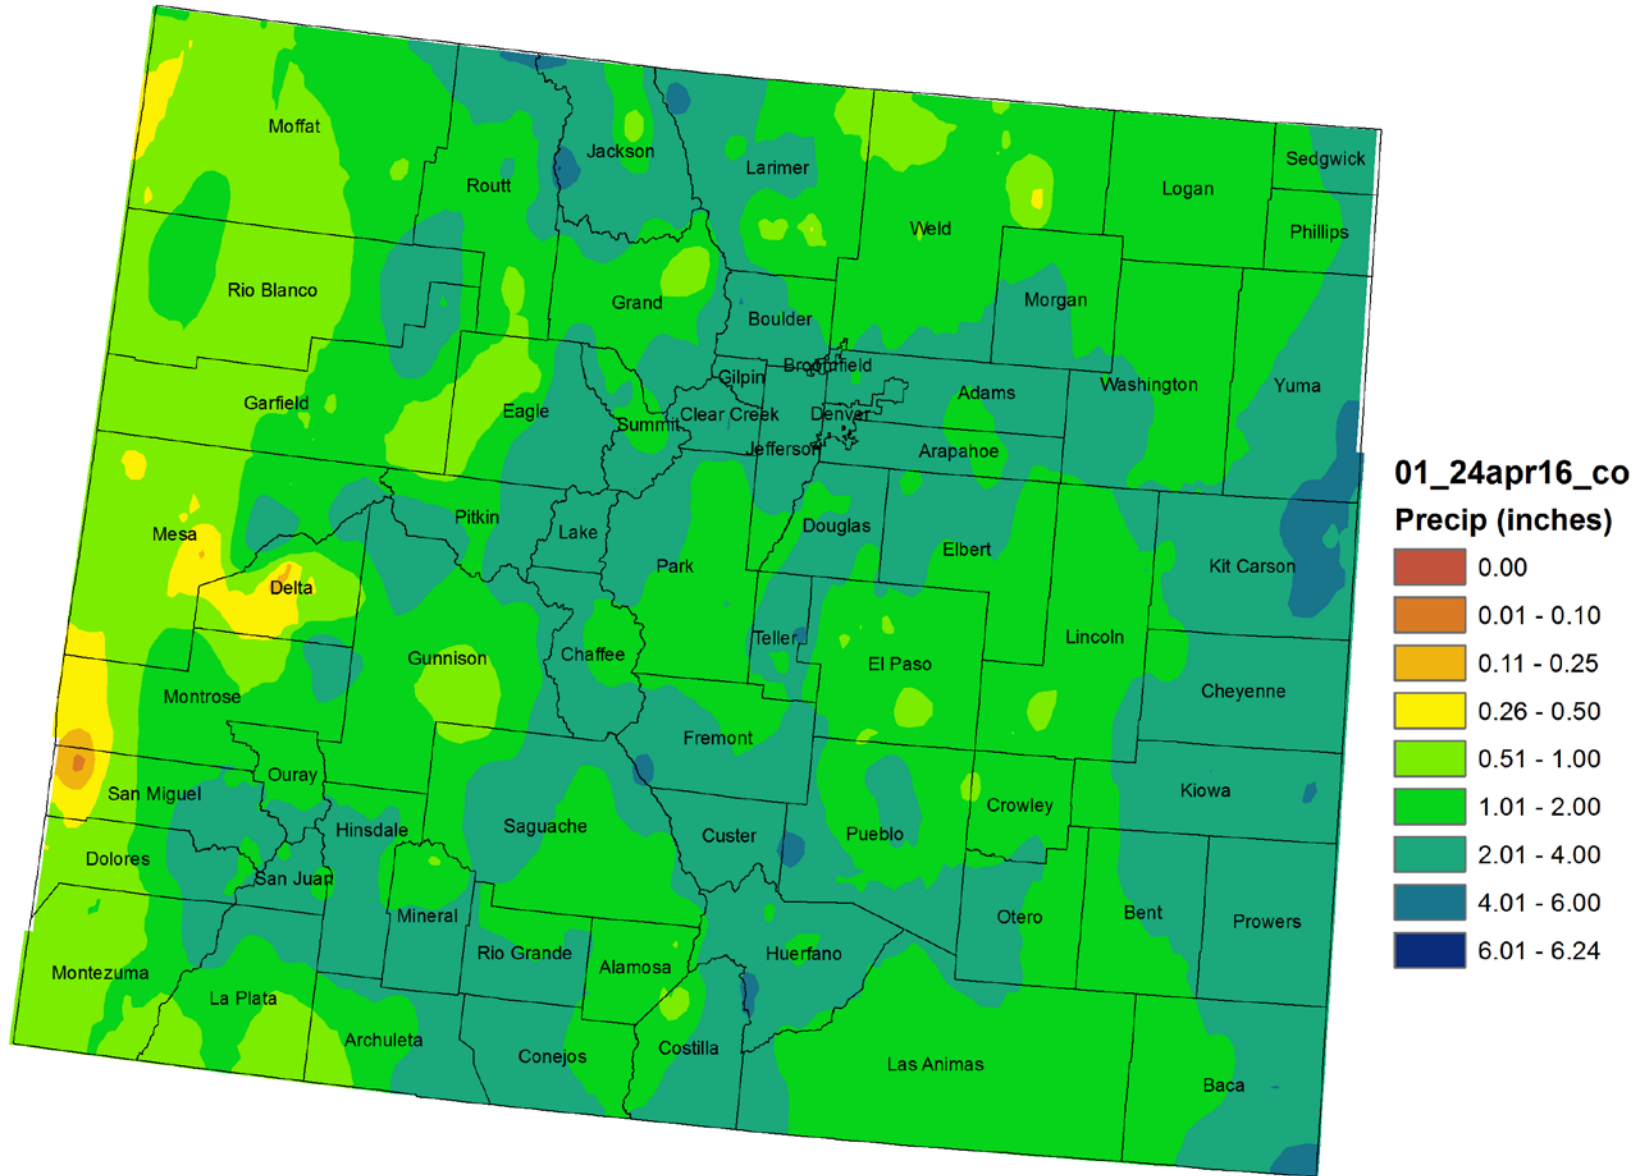 Moffat
Routt
Jackson
Larimer
Weld
Logan
Sedgwick
Phillips
Rio Blanco
Grand
Boulder
Morgan
Broomfield
Gilpin
Garfield
Eagle
Summit
Clear Creek
Denver
Adams
Washington
Yuma
Jefferson
Arapahoe
Mesa
Pitkin
Lake
Douglas
Elbert
Park
Kit Carson
Delta
Gunnison
Chaffee
Teller
El Paso
Lincoln
Cheyenne
Montrose
Fremont
Ouray
San Miguel
Hinsdale
Saguache
Custer
Pueblo
Crowley
Kiowa
Dolores
San Juan
Mineral
Otero
Bent
Prowers
Rio Grande
Alamosa
Huerfano
Montezuma
La Plata
Archuleta
Conejos
Costilla
Las Animas
Baca
01_24apr16_co
Precip (inches)
0.00
0.01 - 0.10
0.11 - 0.25
0.26 - 0.50
0.51 - 1.00
1.01 - 2.00
2.01 - 4.00
4.01 - 6.00
6.01 - 6.24